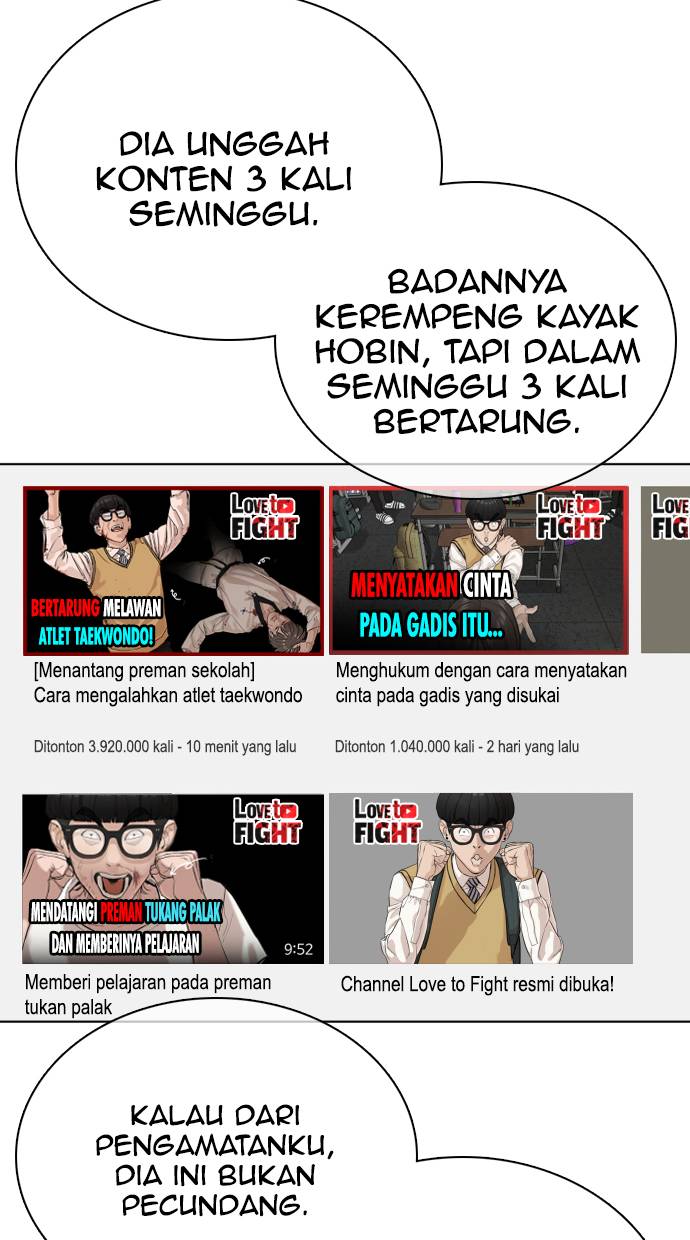 DIA UNGGAH
KONTEN 3 KALI
SEMINGGU.
BADANNYA
KEREMPENG KAYAK
HOBIN, TAPI DALAM
SEMINGGU 3 KALI
BERTARUNG.
LOVE to
FIGHT
BERTARUNG MELAWAN
ATLET TAEKWONDO!
[Menantang preman sekolah]
Cara mengalahkan atlet taekwondo
Ditonton 3.920.000 kali - 10 menit yang lalu
LOVE to
FIGHT
MENYATAKAN CINTA
PADA GADIS ITU...
Menghukum dengan cara menyatakan
cinta pada gadis yang disukai
Ditonton 1.040.000 kali - 2 hari yang lalu
LOVE
FIG
LOVE to
FIGHT
MENDATANGI PREMAN TUKANG PALAK
DAN MEMBERINYA PELAJARAN
9:52
Memberi pelajaran pada preman
tukan palak
LOVE to
FIGHT
Channel Love to Fight resmi dibuka!
KALAU DARI
PENGAMATANKU,
DIA INI BUKAN
PECUNDANG.